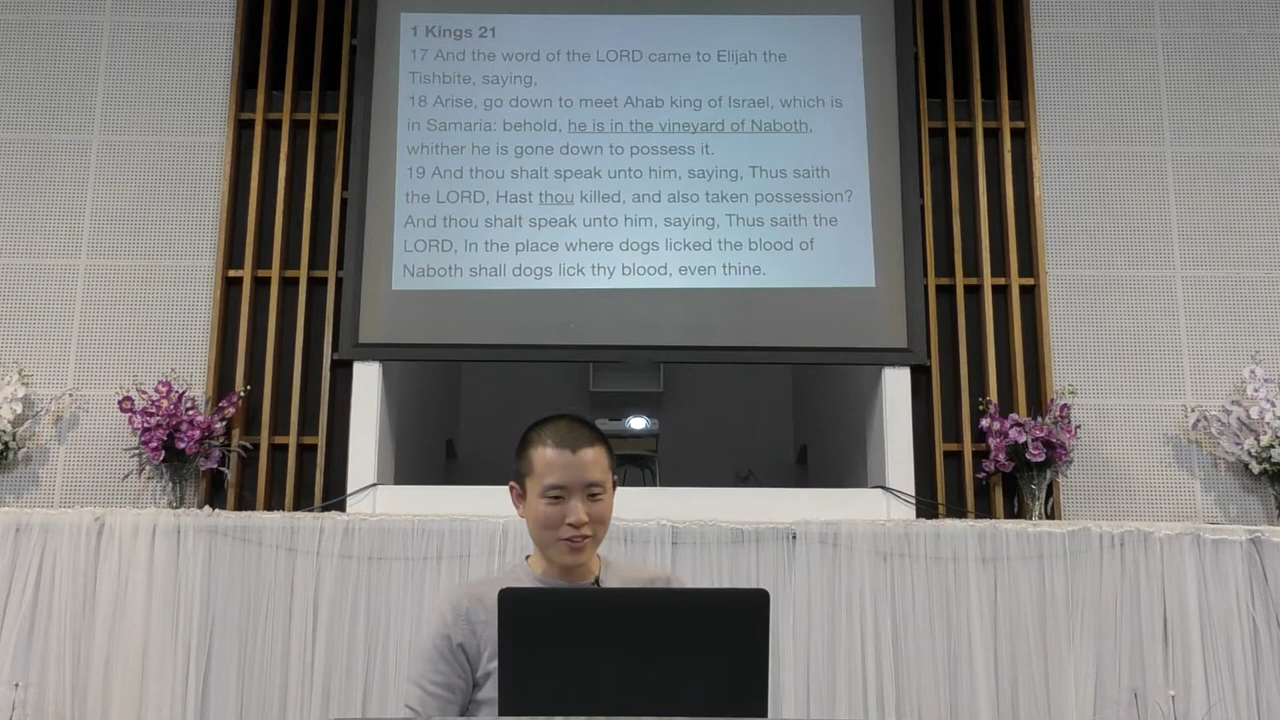 1 Kings 21
17 And the word of the LORD came to Elijah the
Tishbite, saying,
18 Arise, go down to meet Ahab king of Israel, which is
in Samaria: behold, he is in the vineyard of Naboth,
whither he is gone down to possess it.
19 And thou shalt speak unto him, saying, Thus saith
the LORD, Hast thou killed, and also taken possession?
And thou shalt speak unto him, saying, Thus saith the
LORD, In the place where dogs licked the blood of
Naboth shall dogs lick thy blood, even thine.